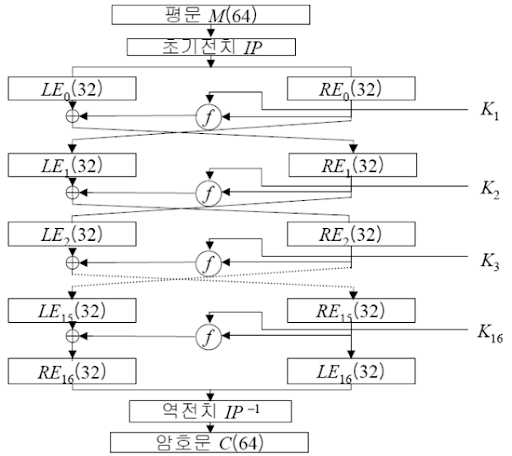 평문 M(64)
초기전치 IP
LE0(32) RE0(32)
f K1
LE1(32) RE1(32)
f K2
LE2(32) RE2(32)
f K3
LE15(32) RE15(32)
f K16
RE16(32) LE16(32)
역전치 IP⁻¹
암호문 C(64)